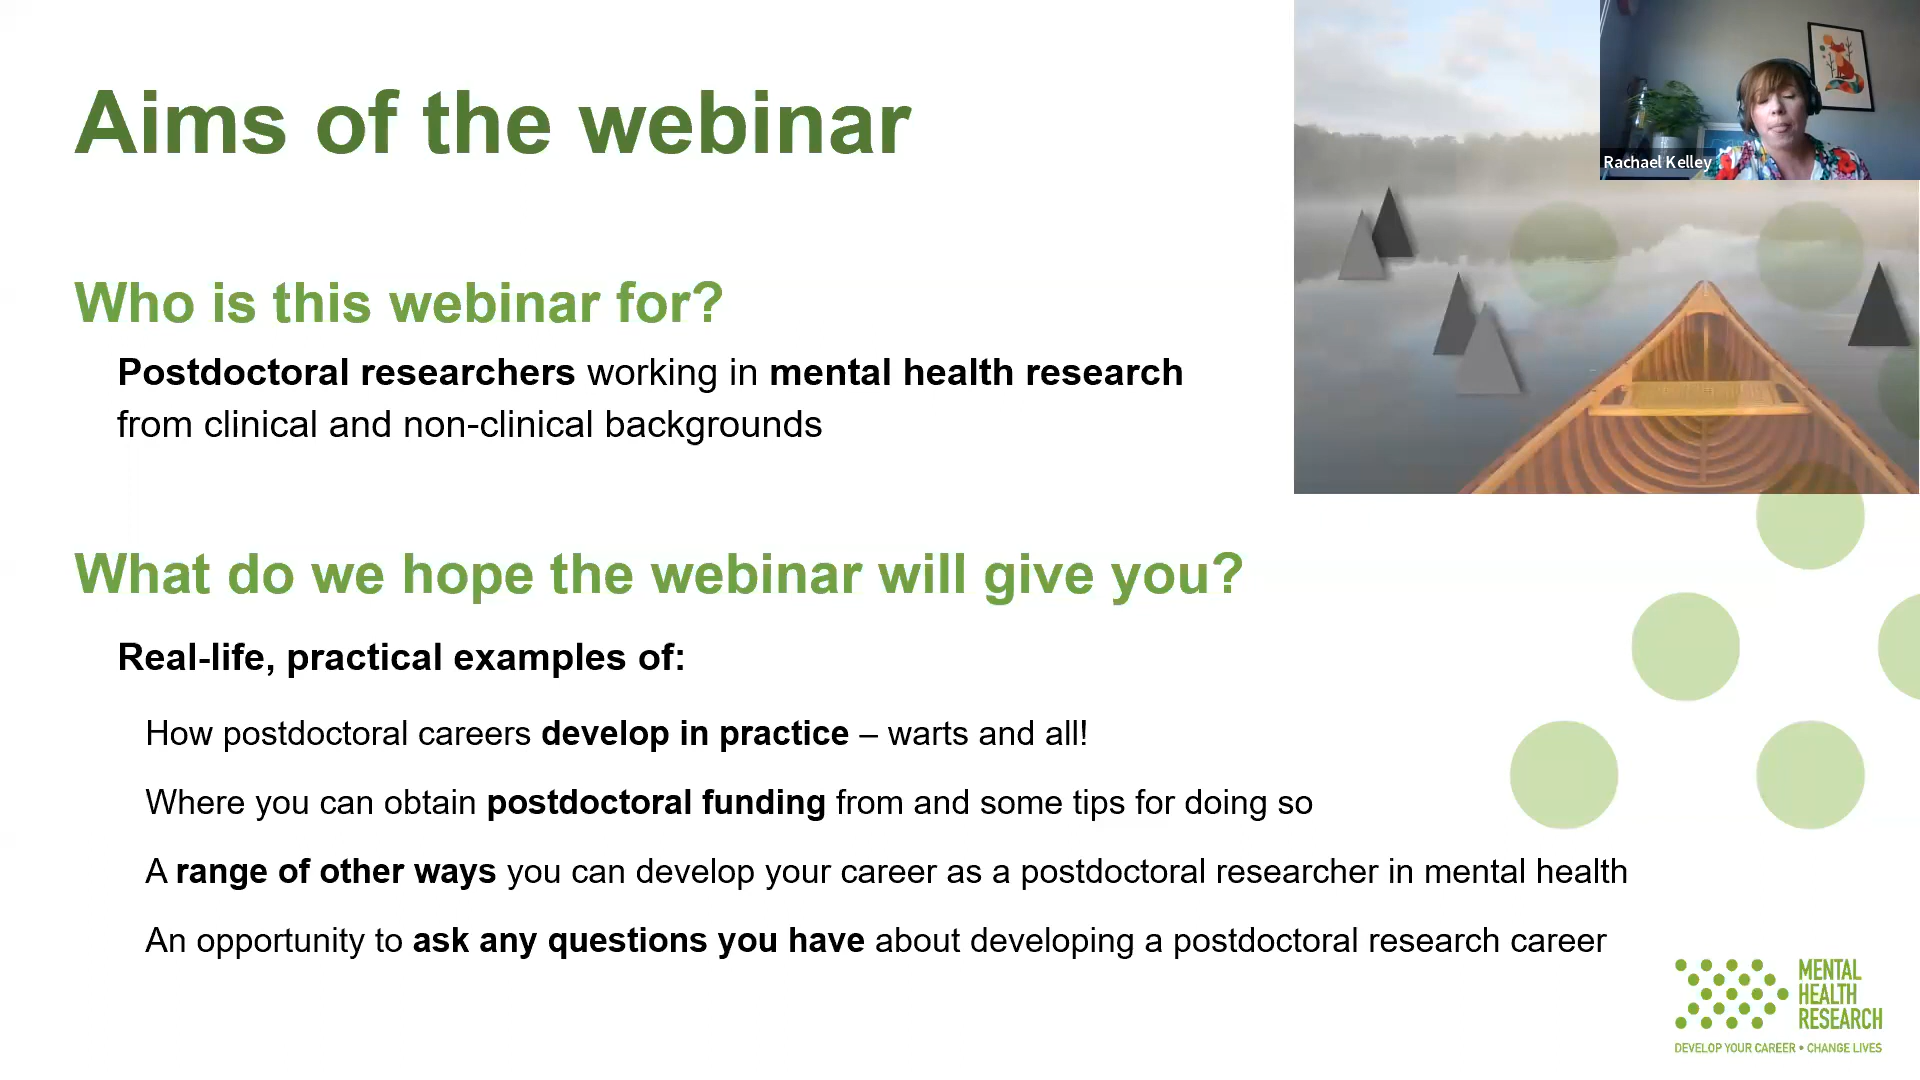 Aims of the webinar
Rachael Kelley
Who is this webinar for?
Postdoctoral researchers working in mental health research
from clinical and non-clinical backgrounds
What do we hope the webinar will give you?
Real-life, practical examples of:
How postdoctoral careers develop in practice – warts and all!
Where you can obtain postdoctoral funding from and some tips for doing so
A range of other ways you can develop your career as a postdoctoral researcher in mental health
An opportunity to ask any questions you have about developing a postdoctoral research career
MENTAL
HEALTH
RESEARCH
DEVELOP YOUR CAREER • CHANGE LIVES